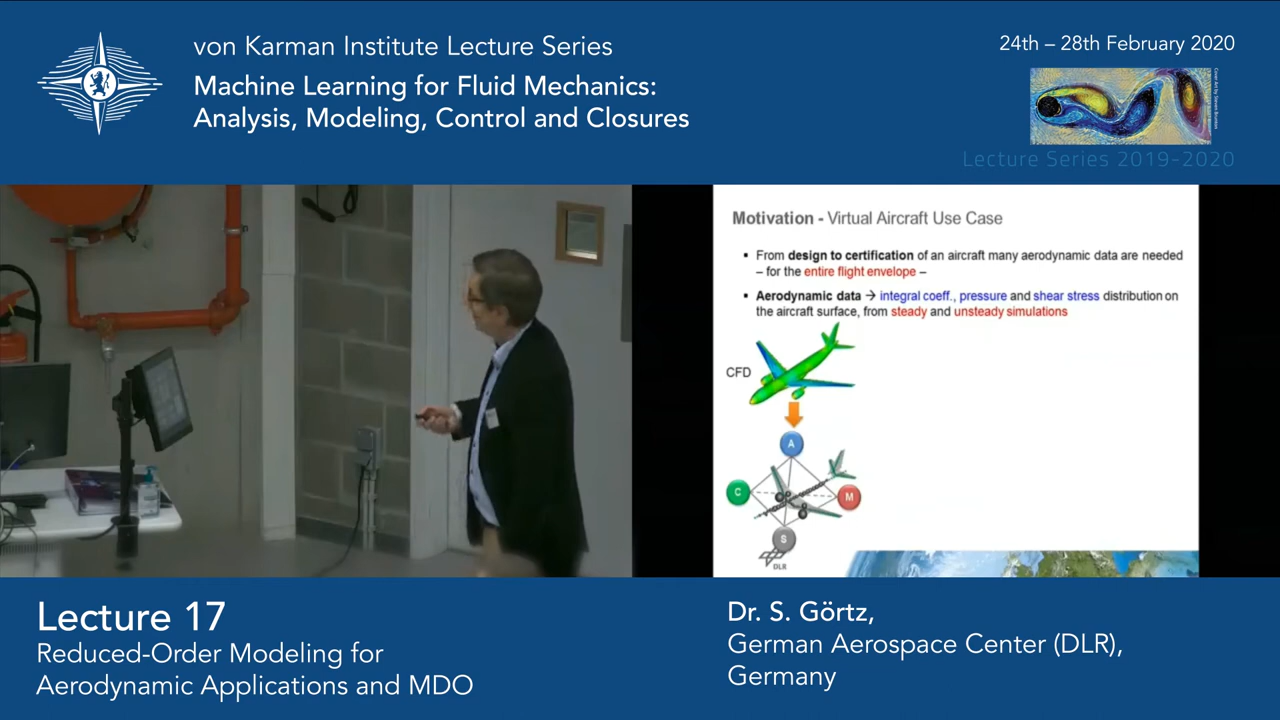 von Karman Institute Lecture Series
Machine Learning for Fluid Mechanics:
Analysis, Modeling, Control and Closures
24th – 28th February 2020
Lecture Series 2019-2020
Motivation - Virtual Aircraft Use Case
▪ From design to certification of an aircraft many aerodynamic data are needed
– for the entire flight envelope –
▪ Aerodynamic data → integral coeff., pressure and shear stress distribution on
the aircraft surface, from steady and unsteady simulations
CFD
A
C
M
S
DLR
Lecture 17
Reduced-Order Modeling for
Aerodynamic Applications and MDO
Dr. S. Görtz,
German Aerospace Center (DLR),
Germany